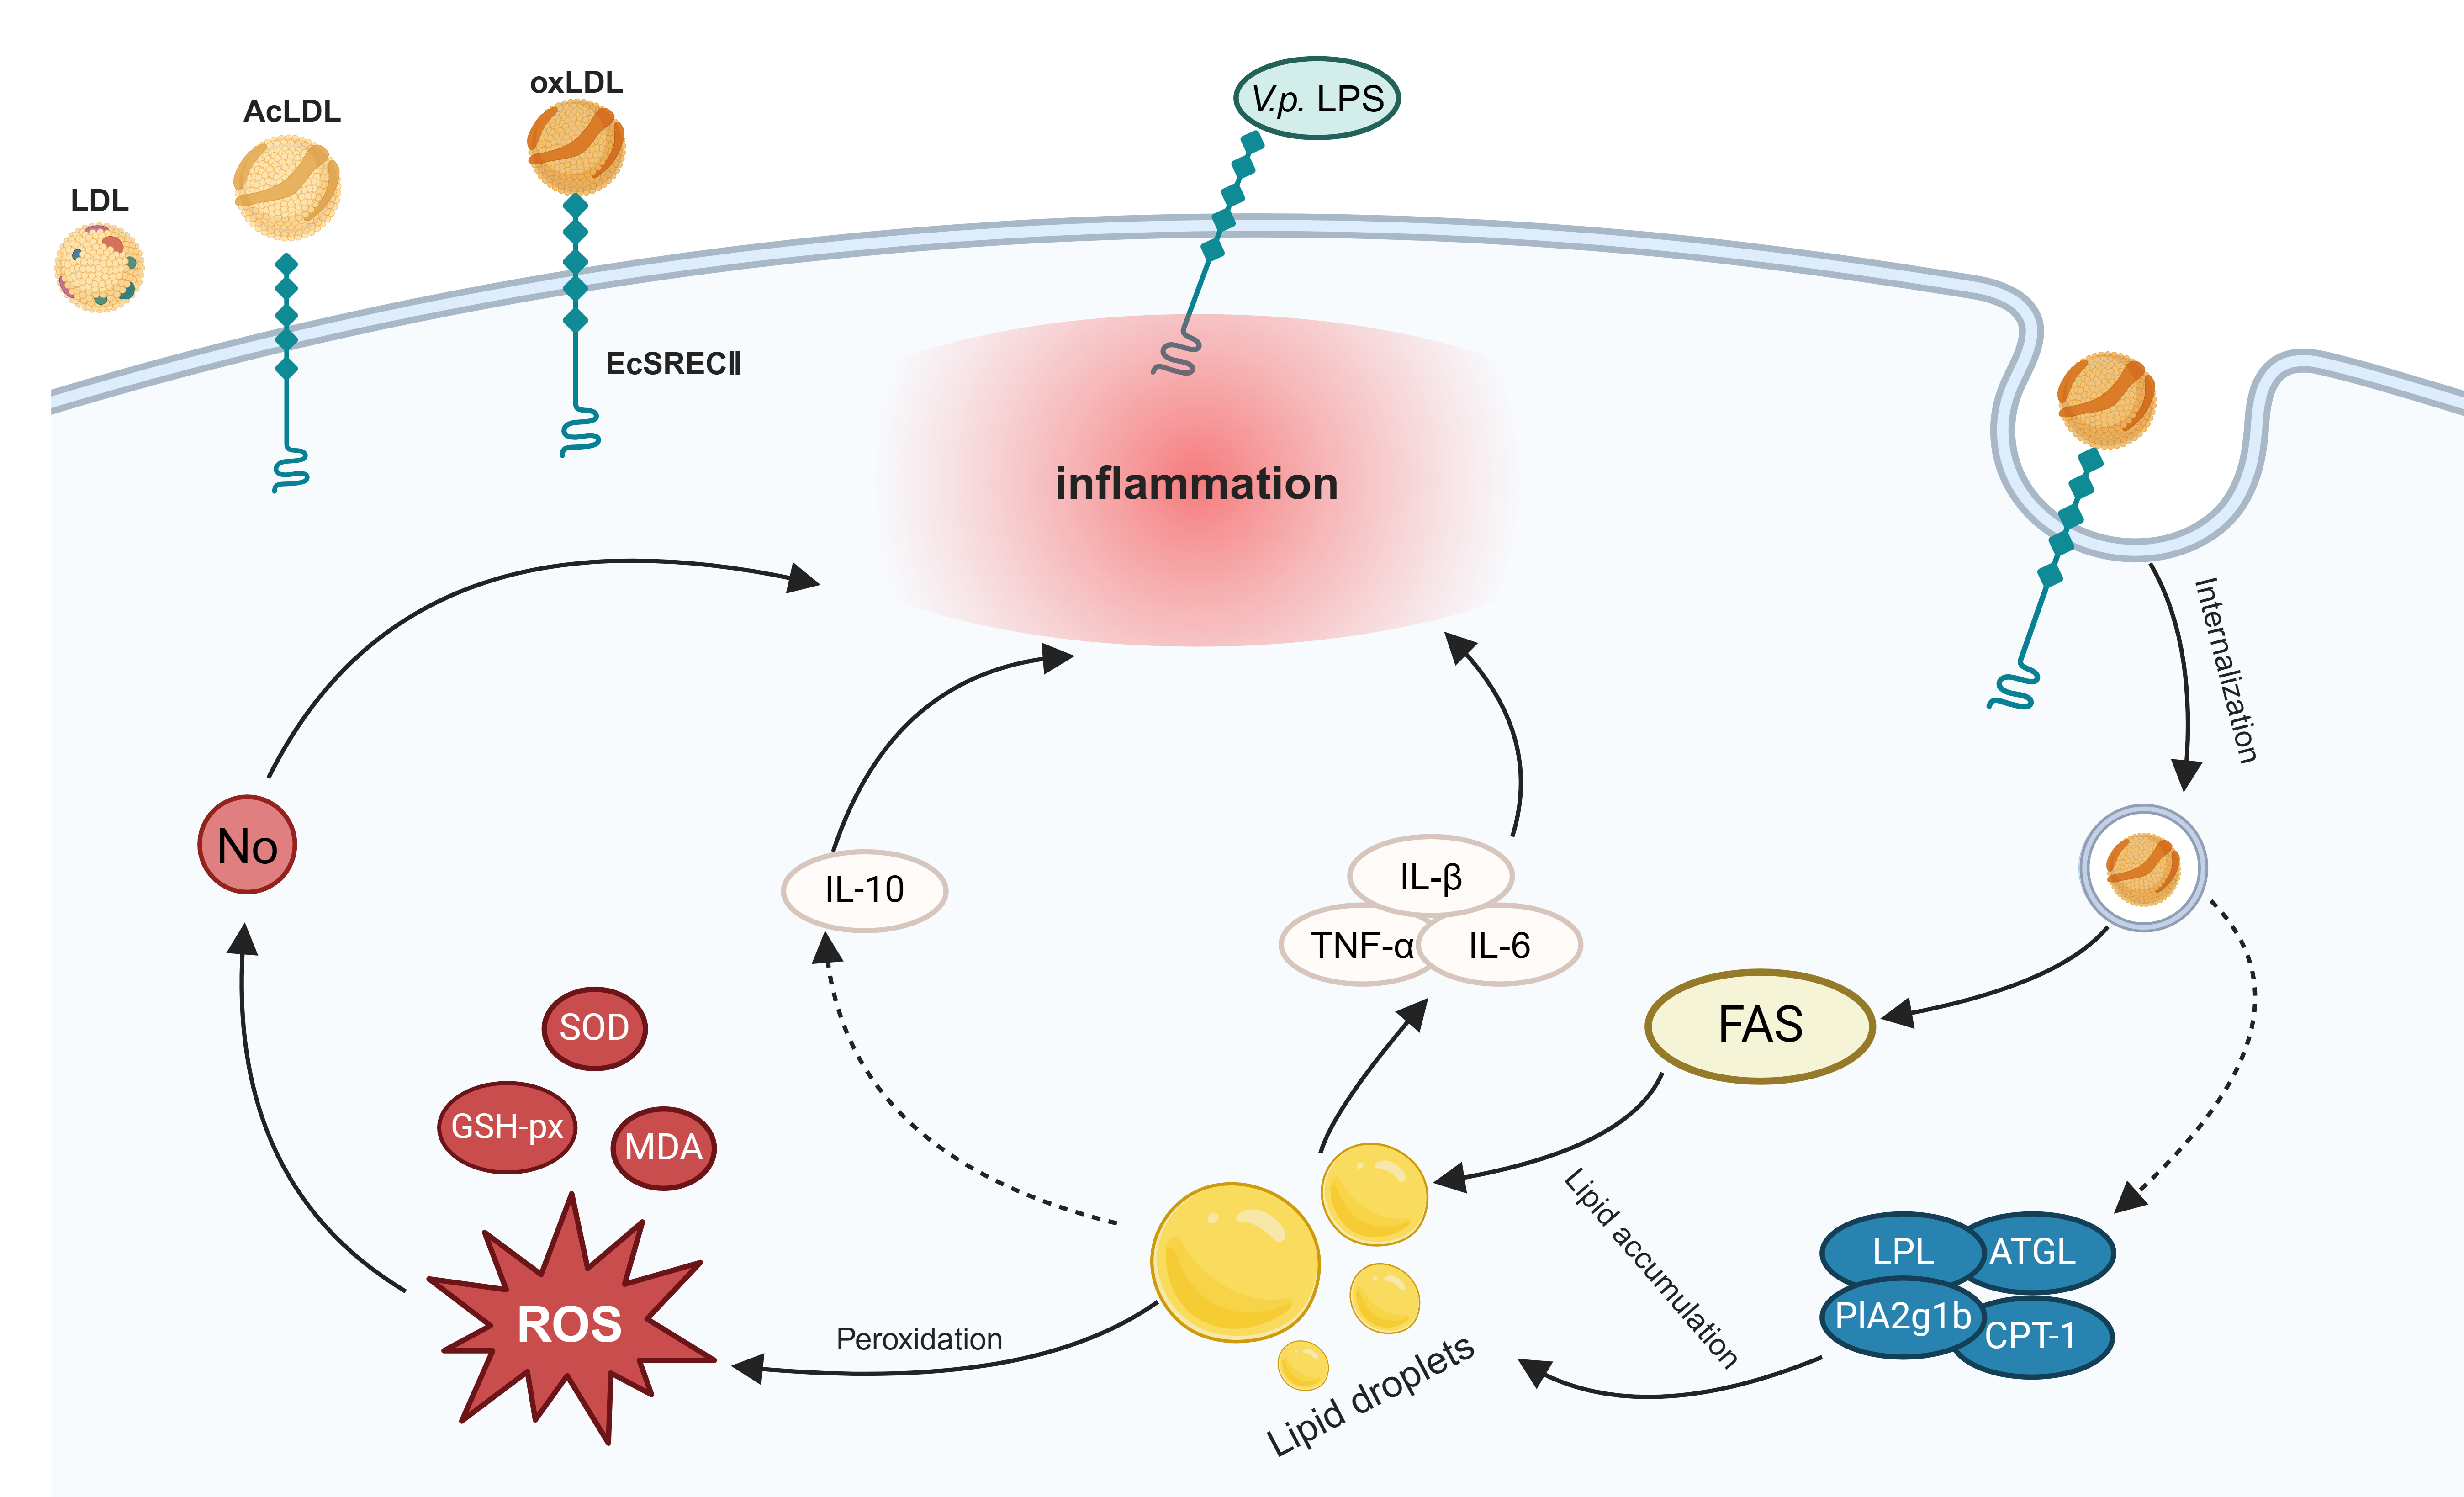 oxLDL
AcLDL
LDL
V.p. LPS
EcSRECⅡ
inflammation
Internalization
No
IL-10
IL-β
TNF-α
IL-6
FAS
SOD
GSH-px
MDA
ROS
Peroxidation
Lipid droplets
Lipid accumulation
LPL
ATGL
PlA2g1b
CPT-1